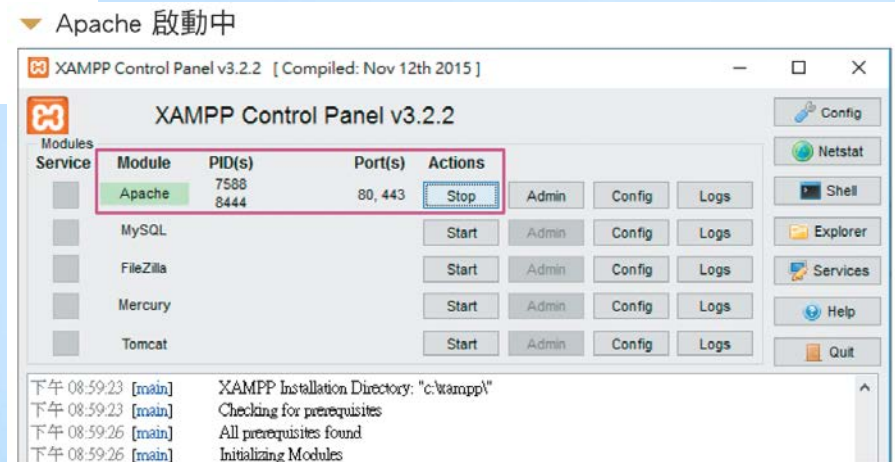 Apache 啟動中
XAMPP Control Panel v3.2.2 [ Compiled: Nov 12th 2015 ]
XAMPP Control Panel v3.2.2
Config
Modules
Service Module PID(s) Port(s) Actions
Netstat
Apache 7588 80, 443 Stop Admin Config Logs
8444
Shell
MySQL Start Admin Config Logs
Explorer
FileZilla Start Admin Config Logs
Services
Mercury Start Admin Config Logs
Help
Tomcat Start Admin Config Logs
Quit
下午 08:59:23 [main] XAMPP Installation Directory: "c:\xampp\"
下午 08:59:23 [main] Checking for prerequisites
下午 08:59:26 [main] All prerequisites found
下午 08:59:26 [main] Initializing Modules